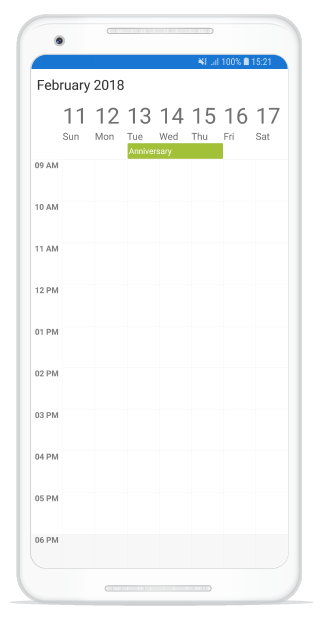 100% 15:21
February 2018
11 12 13 14 15 16 17
Sun Mon Tue Wed Thu Fri Sat
Anniversary
09 AM
10 AM
11 AM
12 PM
01 PM
02 PM
03 PM
04 PM
05 PM
06 PM